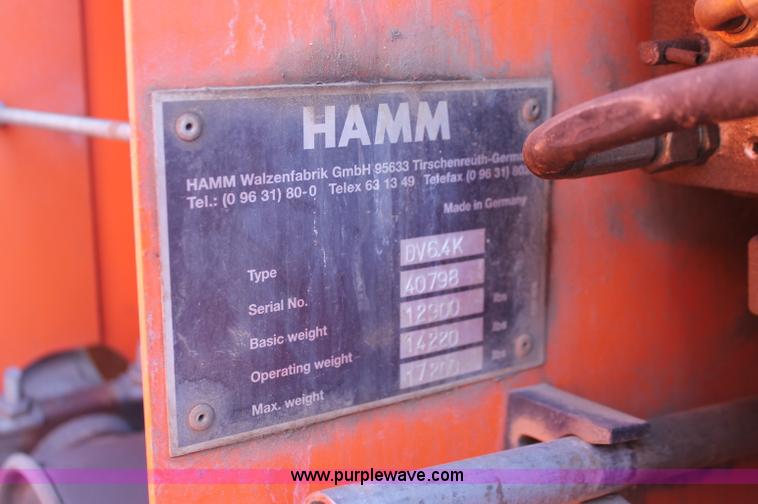 HAMM
HAMM Walzenfabrik GmbH 95633 Tirschenreuth-Germa
Tel.: (0 96 31) 80-0 Telex 63 13 49 Telefax (0 96 31) 80
Made in Germany
Type DV6.4K
Serial No. 40798
Basic weight 12900 lbs
Operating weight 14220 lbs
Max. weight 17200 lbs
www.purplewave.com